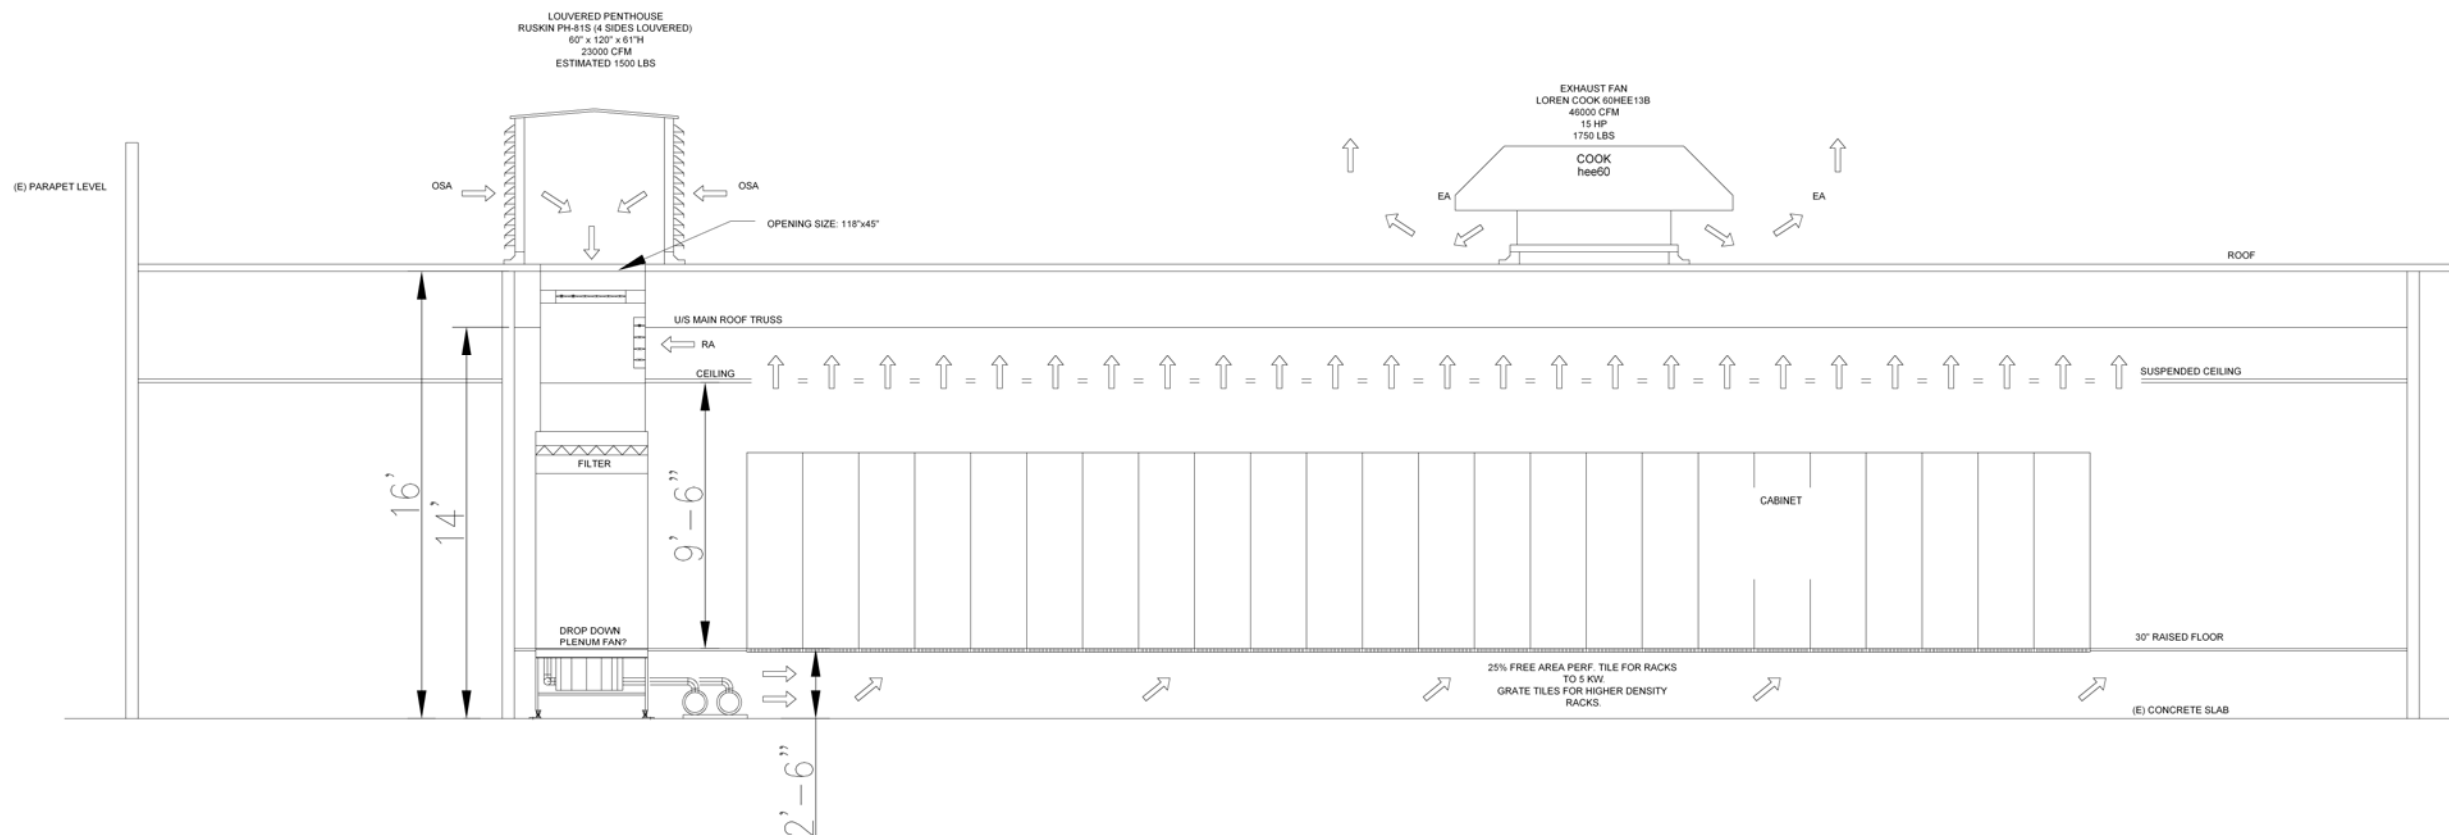 LOUVERED PENTHOUSE
RUSKIN PH-81S (4 SIDES LOUVERED)
60" x 120" x 61"H
23000 CFM
ESTIMATED 1500 LBS
EXHAUST FAN
LOREN COOK 60HEE13B
46000 CFM
15 HP
1750 LBS
COOK
hee60
(E) PARAPET LEVEL
OSA
OSA
EA
EA
OPENING SIZE: 118"x45"
ROOF
U/S MAIN ROOF TRUSS
RA
CEILING
SUSPENDED CEILING
FILTER
16'
14'
9'-6"
CABINET
DROP DOWN
PLENUM FAN?
30" RAISED FLOOR
25% FREE AREA PERF. TILE FOR RACKS
TO 5 KW.
GRATE TILES FOR HIGHER DENSITY
RACKS.
(E) CONCRETE SLAB
2'-6"